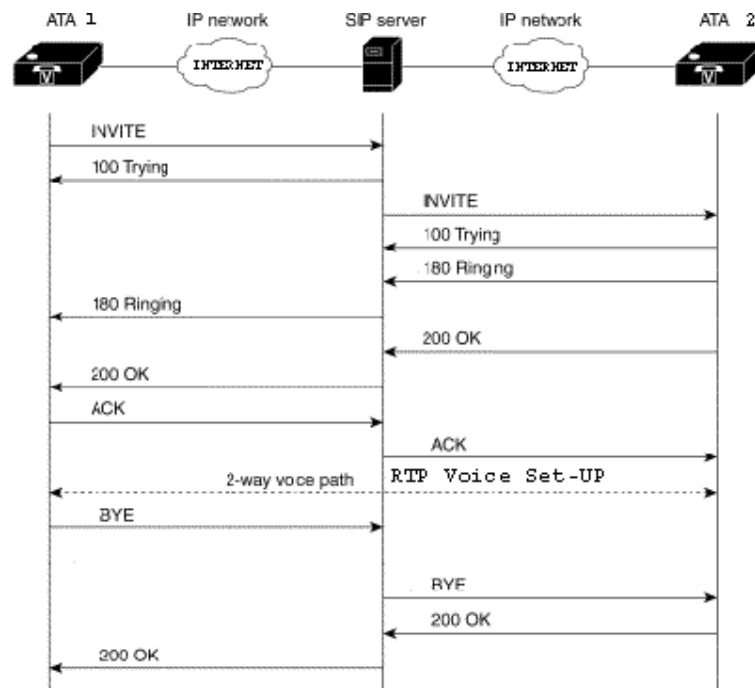 ATA 1 IP network SIP server IP network ATA 2
INTERNET INTERNET
V V
INVITE
100 Trying
INVITE
100 Trying
180 Ringng
180 Ringing
200 OK
200 OK
ACK
ACK
2-way voce path RTP Voice Set-UP
BYE
BYE
200 OK
200 OK